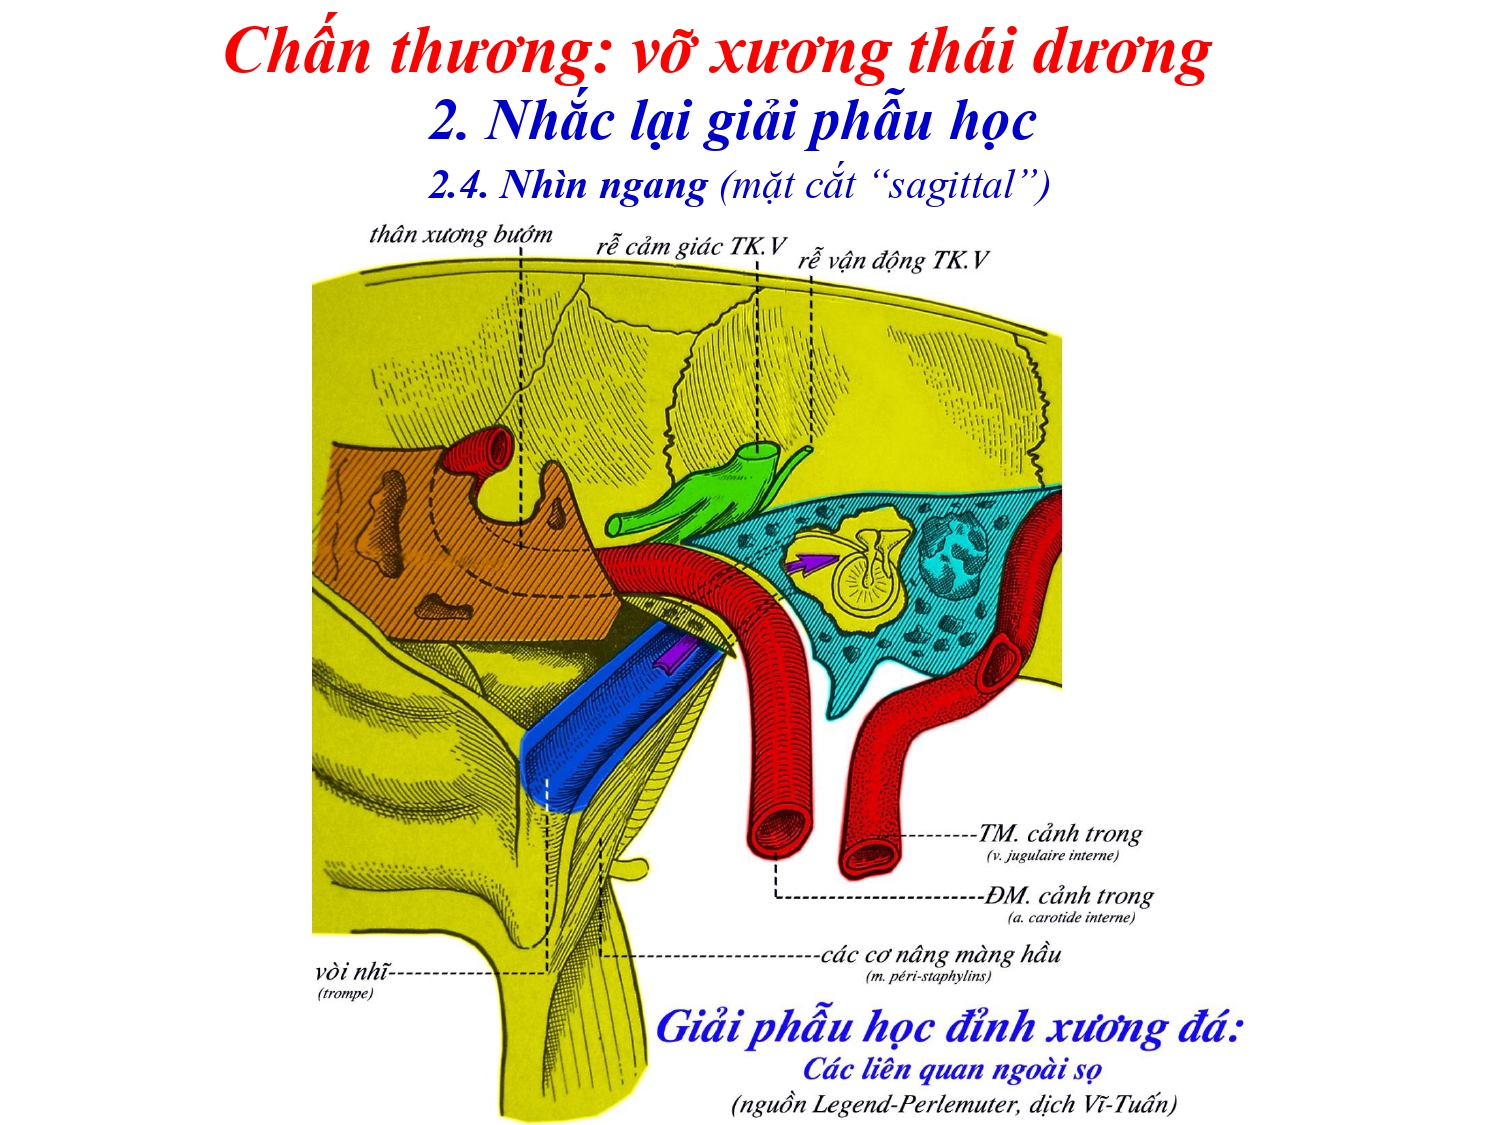 Chấn thương: vỡ xương thái dương
2. Nhắc lại giải phẫu học
2.4. Nhìn ngang (mặt cắt “sagittal”)
thân xương bướm
rễ cảm giác TK.V
rễ vận động TK.V
TM. cảnh trong
(v. jugulaire interne)
ĐM. cảnh trong
(a. carotide interne)
các cơ nâng màng hầu
(m. péri-staphylins)
vòi nhĩ
(trompe)
Giải phẫu học đỉnh xương đá:
Các liên quan ngoài sọ
(nguồn Legend-Perlemuter, dịch Vĩ-Tuấn)